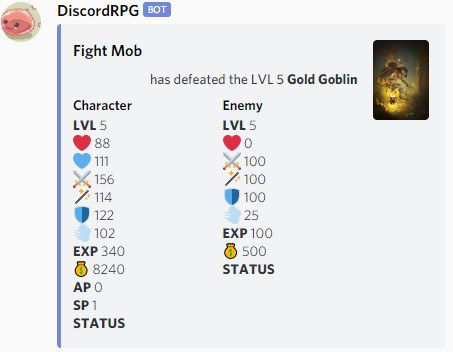 DiscordRPG BOT
Fight Mob
has defeated the LVL 5 Gold Goblin
Character
LVL 5
88
111
156
114
122
102
EXP 340
8240
AP 0
SP 1
STATUS
Enemy
LVL 5
0
100
100
100
25
EXP 100
500
STATUS